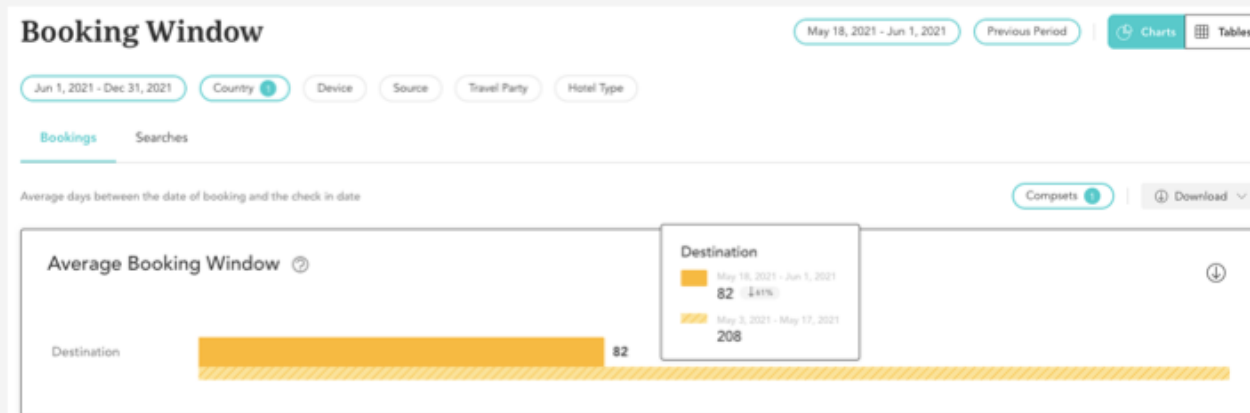 Booking Window
May 18, 2021 - Jun 1, 2021
Previous Period
Charts
Tables
Jun 1, 2021 - Dec 31, 2021
Country 1
Device
Source
Travel Party
Hotel Type
Bookings
Searches
Average days between the date of booking and the check in date
Compsets 1
Download
Average Booking Window ?
Destination
May 18, 2021 - Jun 1, 2021
82 ↓61%
May 3, 2021 - May 17, 2021
208
Destination
82